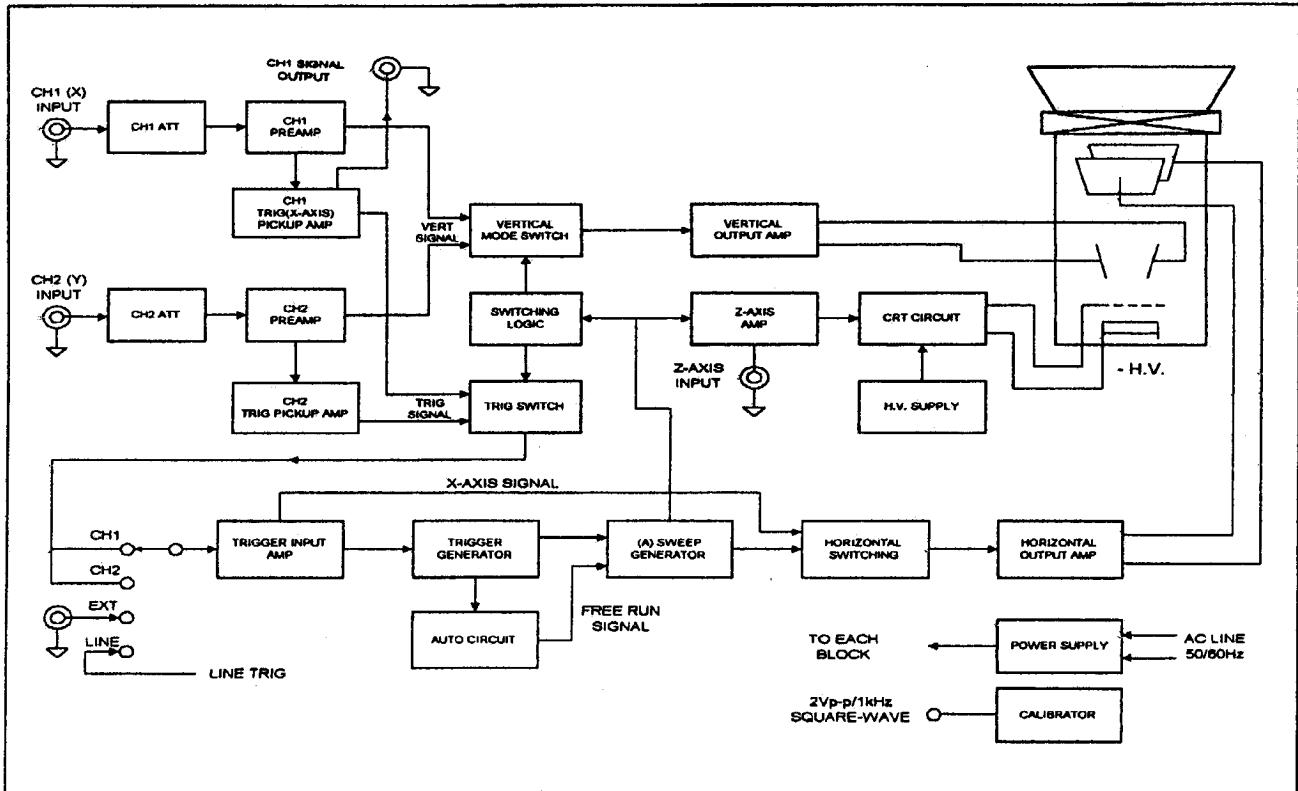 CH1 SIGNAL
OUTPUT
CH1 (X)
INPUT
CH1 ATT
CH1
PREAMP
CH1
TRIG(X-AXIS)
PICKUP AMP
VERT
SIGNAL
VERTICAL
MODE SWITCH
VERTICAL
OUTPUT AMP
CH2 (Y)
INPUT
CH2 ATT
CH2
PREAMP
SWITCHING
LOGIC
Z-AXIS
AMP
CRT CIRCUIT
- H.V.
Z-AXIS
INPUT
CH2
TRIG PICKUP AMP
TRIG
SIGNAL
TRIG SWITCH
H.V. SUPPLY
X-AXIS SIGNAL
CH1
CH2
EXT
LINE
LINE TRIG
TRIGGER INPUT
AMP
TRIGGER
GENERATOR
(A) SWEEP
GENERATOR
HORIZONTAL
SWITCHING
HORIZONTAL
OUTPUT AMP
AUTO CIRCUIT
FREE RUN
SIGNAL
TO EACH
BLOCK
POWER SUPPLY
AC LINE
50/60Hz
2Vp-p/1kHz
SQUARE-WAVE
CALIBRATOR